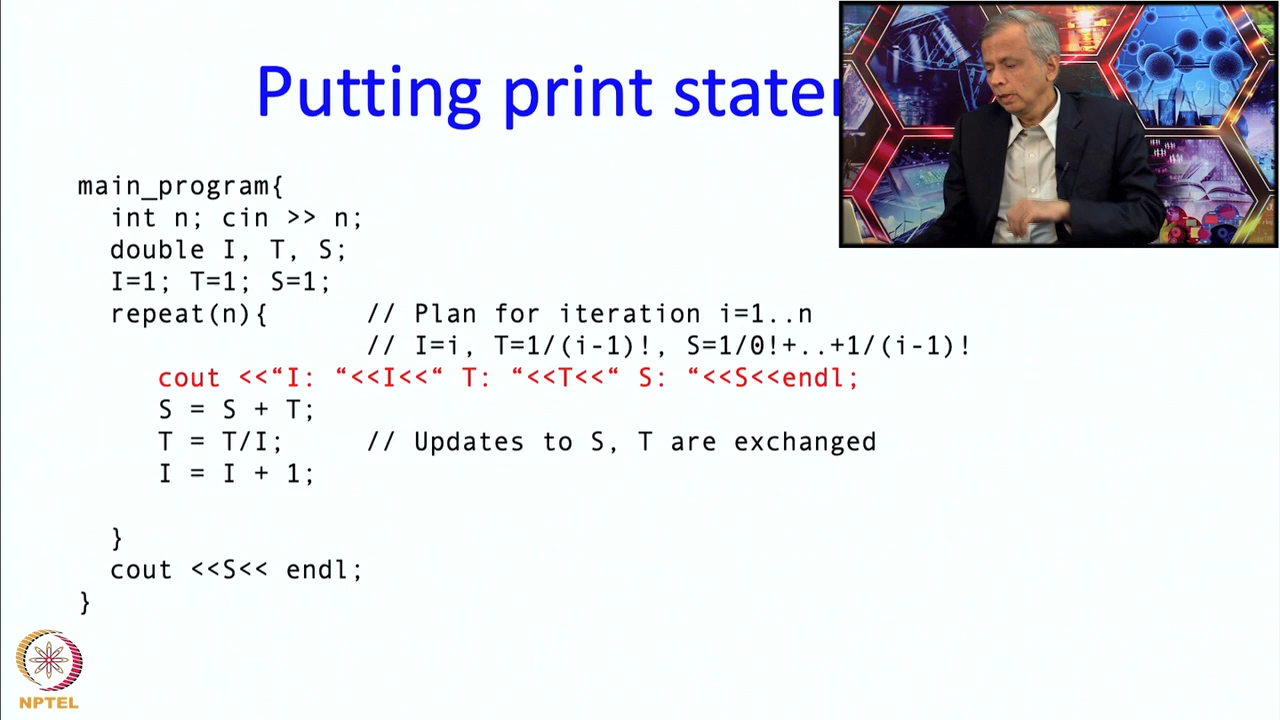 Putting print state
main_program{
int n; cin >> n;
double I, T, S;
I=1; T=1; S=1;
repeat(n){ // Plan for iteration i=1..n
// I=i, T=1/(i-1)!, S=1/0!+..+1/(i-1)!
cout <<“I: “<<I<<“ T: “<<T<<“ S: “<<S<<endl;
S = S + T;
T = T/I; // Updates to S, T are exchanged
I = I + 1;
}
cout <<S<< endl;
}
NPTEL